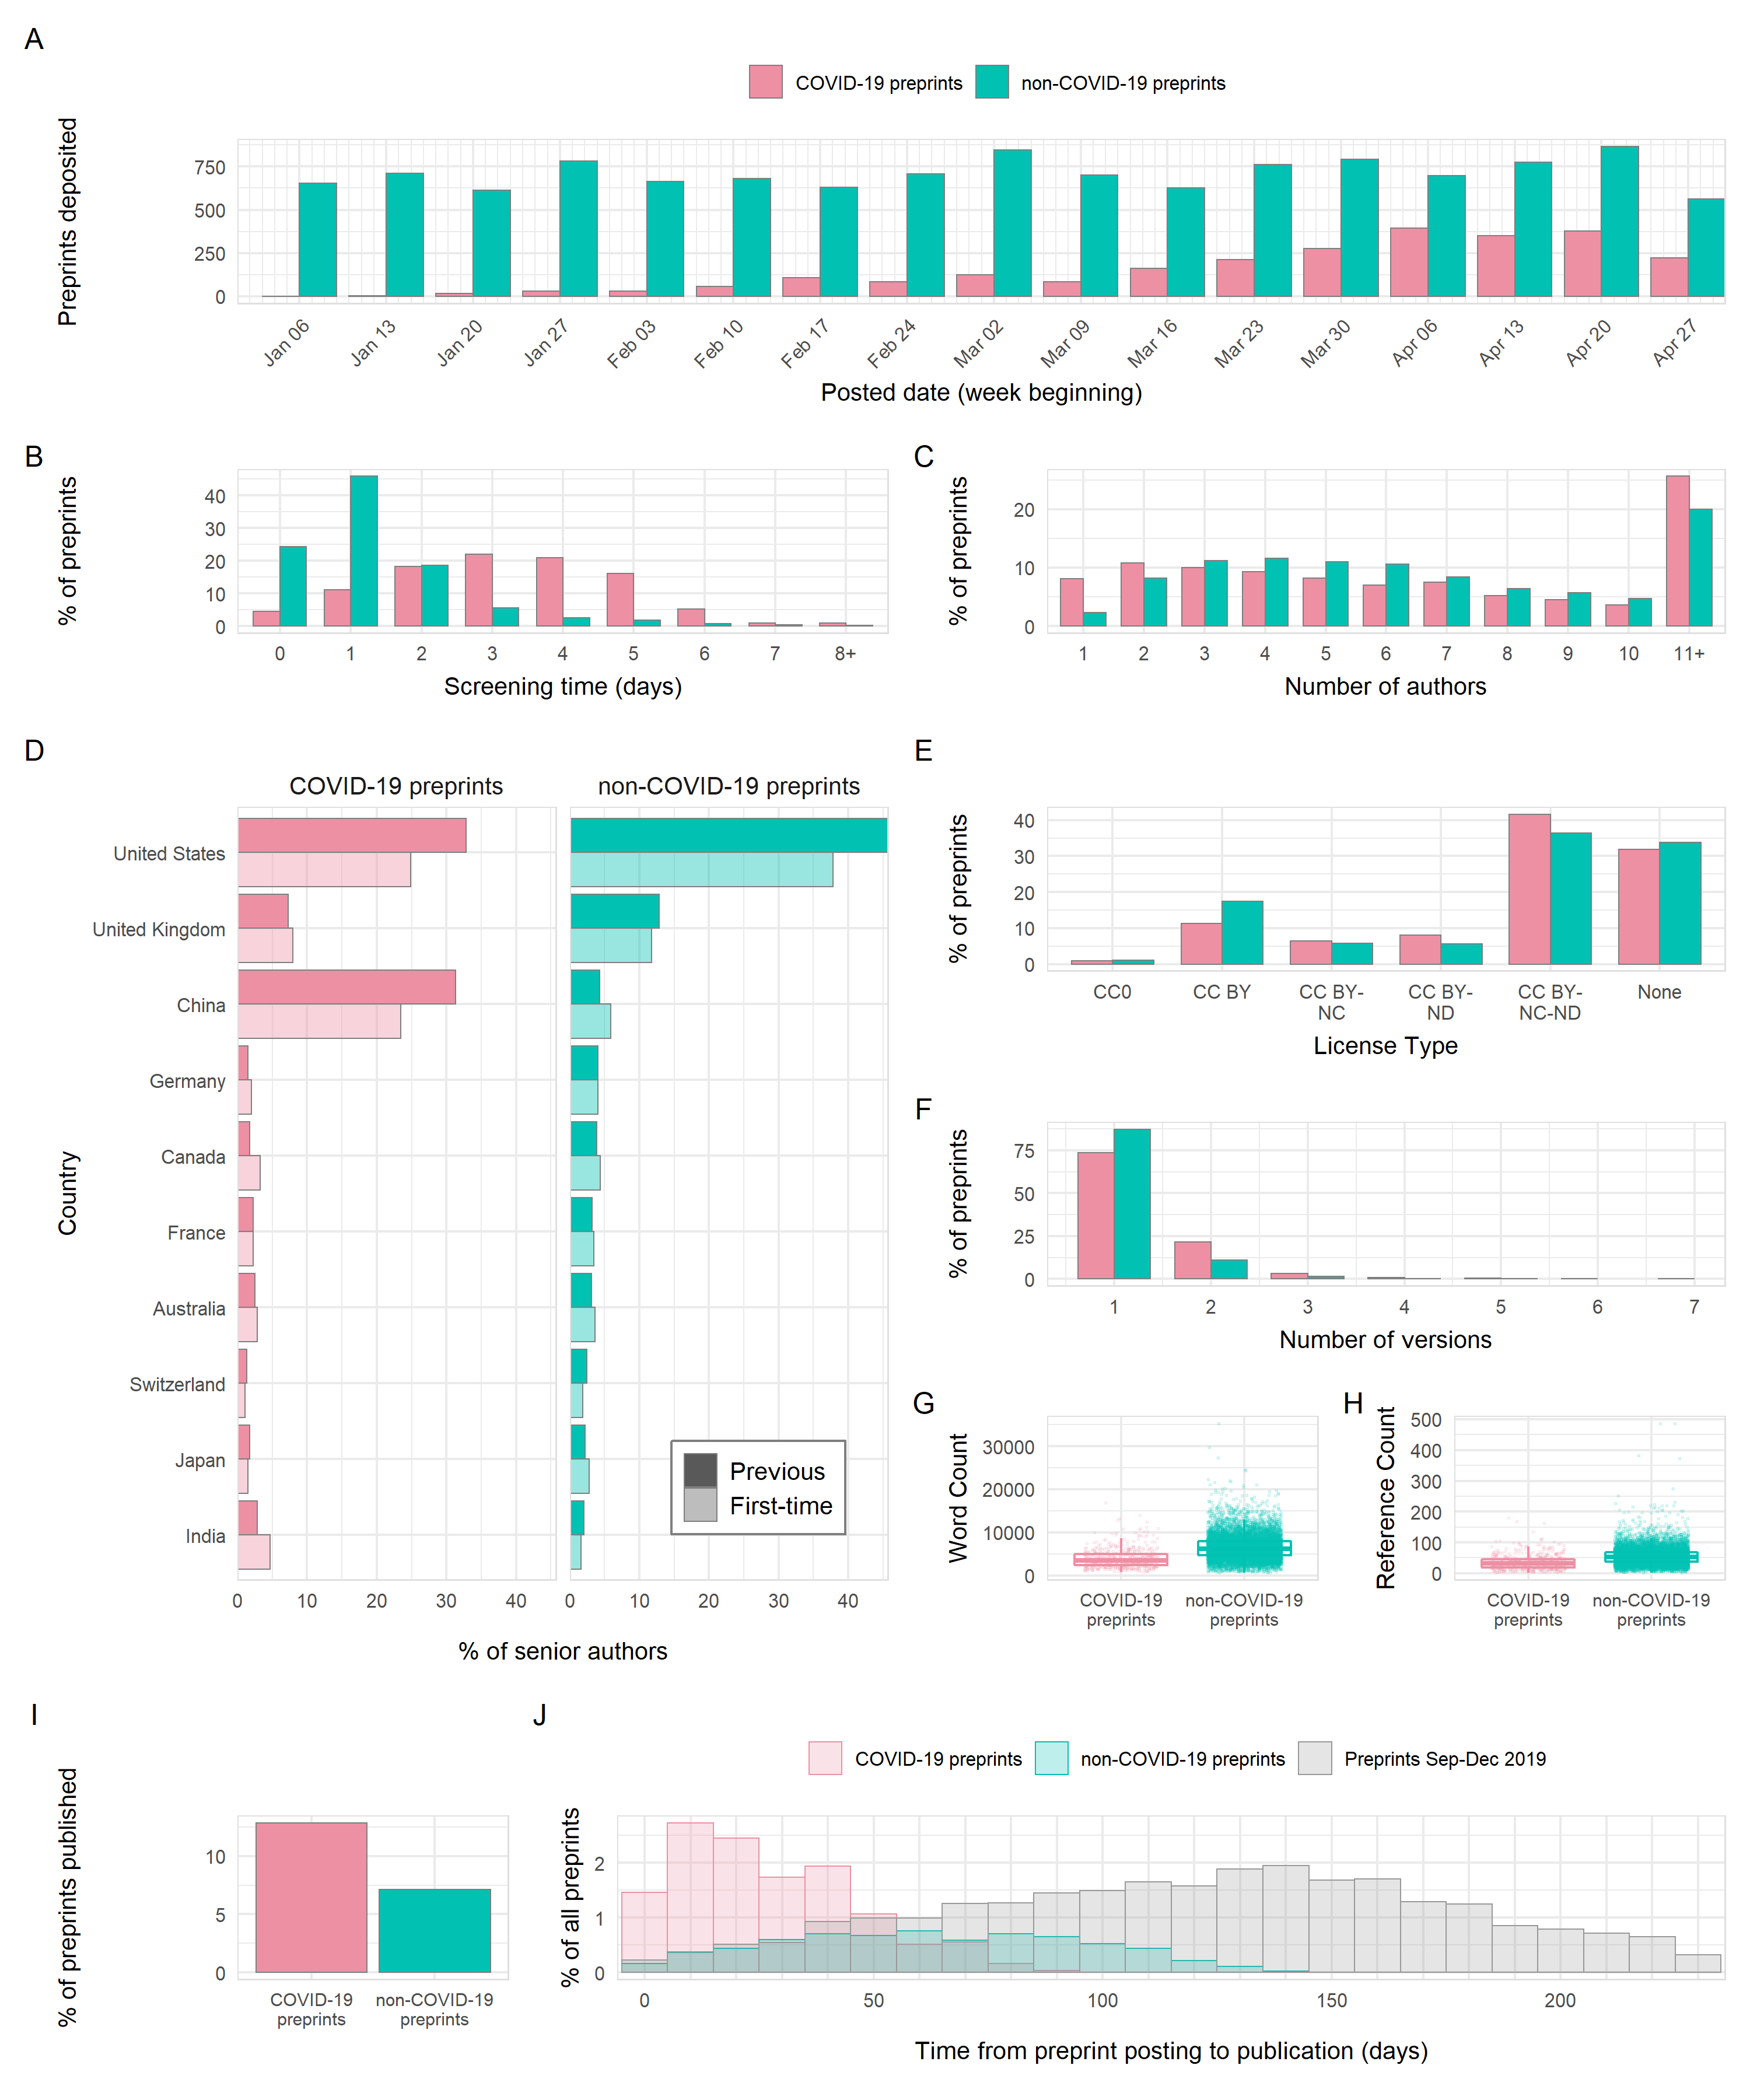 A
COVID-19 preprints non-COVID-19 preprints
Preprints deposited
750
500
250
0
Jan 06 Jan 13 Jan 20 Jan 27 Feb 03 Feb 10 Feb 17 Feb 24 Mar 02 Mar 09 Mar 16 Mar 23 Mar 30 Apr 06 Apr 13 Apr 20 Apr 27
Posted date (week beginning)
B
% of preprints
40
30
20
10
0
0 1 2 3 4 5 6 7 8+
Screening time (days)
C
% of preprints
20
10
0
1 2 3 4 5 6 7 8 9 10 11+
Number of authors
D
COVID-19 preprints non-COVID-19 preprints
Country
United States
United Kingdom
China
Germany
Canada
France
Australia
Switzerland
Japan
India
Previous
First-time
0 10 20 30 40 0 10 20 30 40
% of senior authors
E
% of preprints
40
30
20
10
0
CC0 CC BY CC BY- CC BY- CC BY- None
NC ND NC-ND
License Type
F
% of preprints
75
50
25
0
1 2 3 4 5 6 7
Number of versions
G
Word Count
30000
20000
10000
0
COVID-19 non-COVID-19
preprints preprints
H
Reference Count
500
400
300
200
100
0
COVID-19 non-COVID-19
preprints preprints
I
% of preprints published
10
5
0
COVID-19 non-COVID-19
preprints preprints
J
COVID-19 preprints non-COVID-19 preprints Preprints Sep-Dec 2019
% of all preprints
2
1
0
0 50 100 150 200
Time from preprint posting to publication (days)